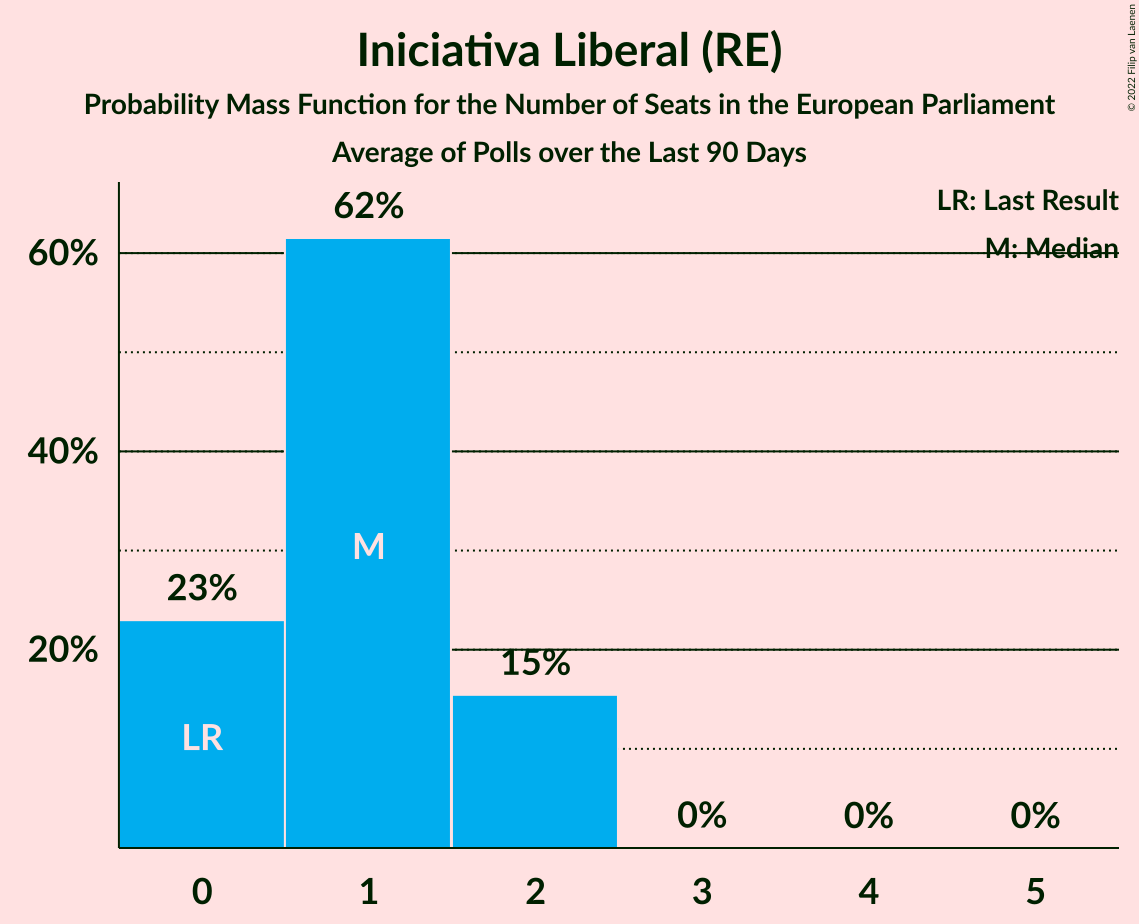 Iniciativa Liberal (RE)
Probability Mass Function for the Number of Seats in the European Parliament
Average of Polls over the Last 90 Days
© 2022 Filip van Laenen
LR: Last Result
M: Median
60%
40%
20%
62%
23%
15%
0%
0%
0%
M
LR
0
1
2
3
4
5